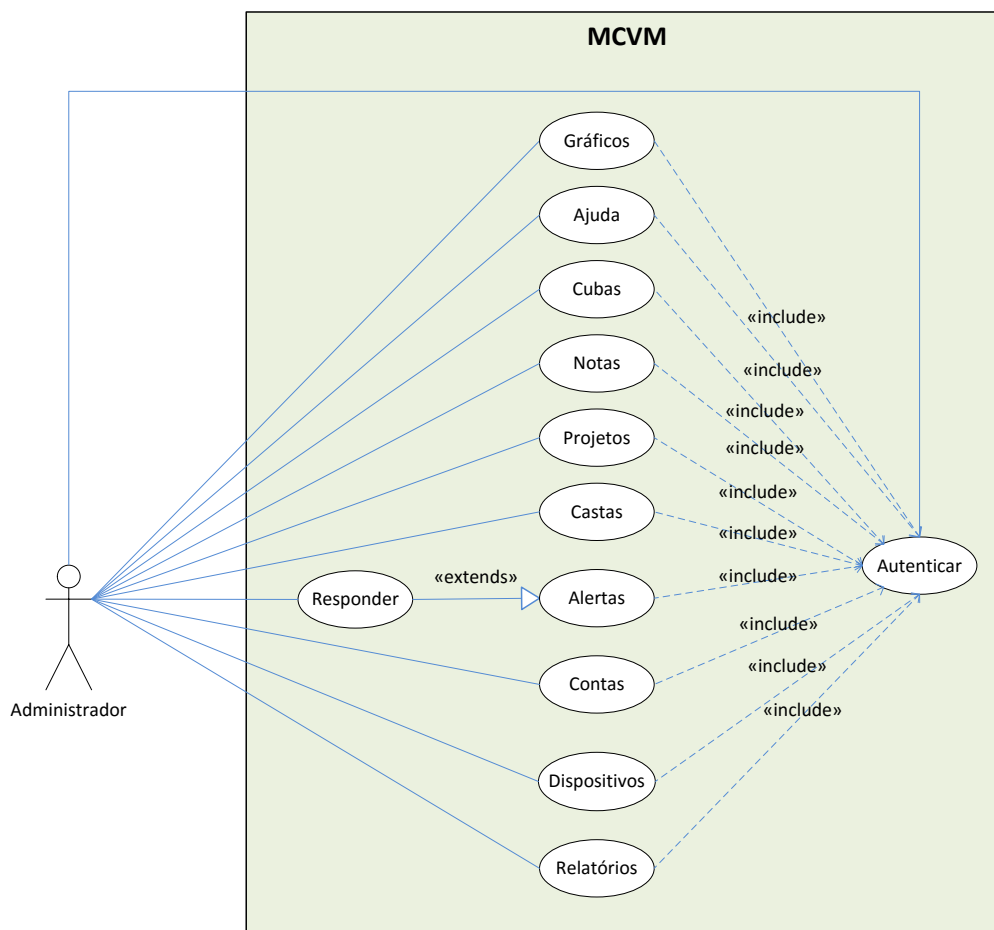 MCVM
Gráficos
Ajuda
Cubas
«include»
Notas
«include»
«include»
Projetos
«include»
«include»
Castas
«include»
Autenticar
«extends»
«include»
Responder
Alertas
«include»
Contas
«include»
Administrador
«include»
Dispositivos
Relatórios